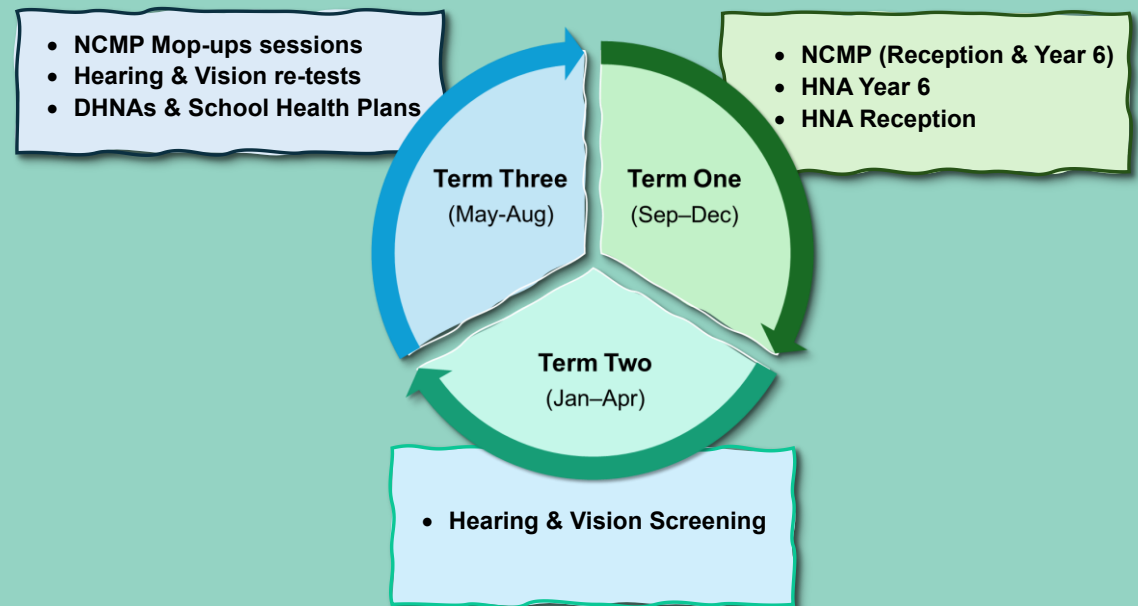 • NCMP Mop-ups sessions
• Hearing & Vision re-tests
• DHNAs & School Health Plans
• NCMP (Reception & Year 6)
• HNA Year 6
• HNA Reception
Term Three
(May-Aug)
Term One
(Sep–Dec)
Term Two
(Jan–Apr)
• Hearing & Vision Screening